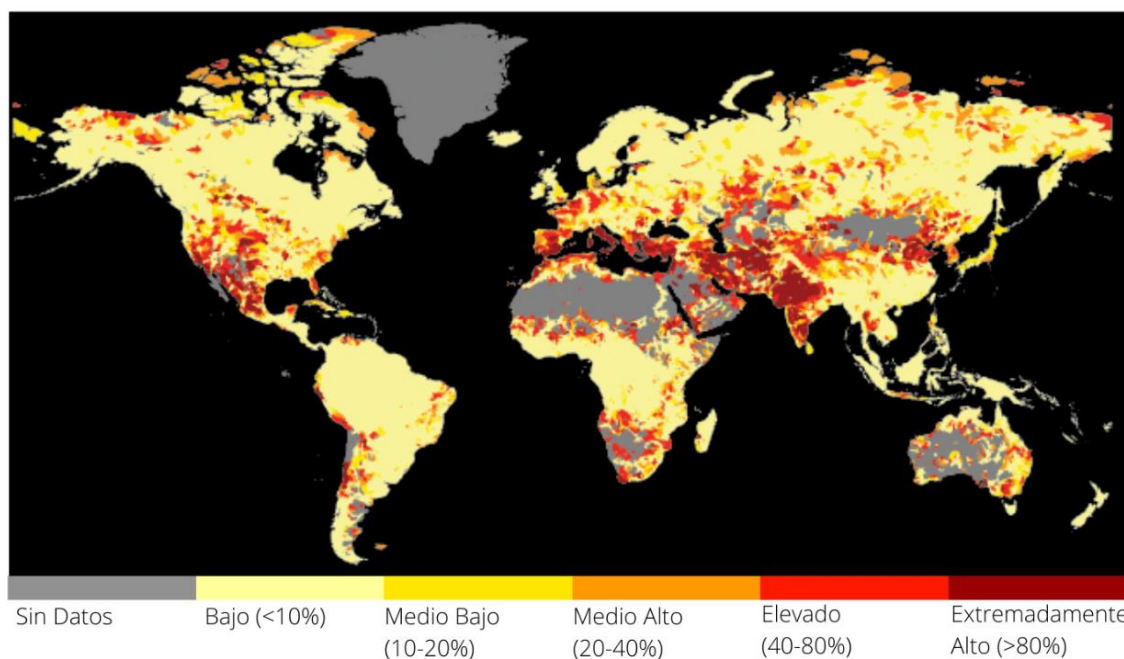 Sin Datos
Bajo (<10%)
Medio Bajo
(10-20%)
Medio Alto
(20-40%)
Elevado
(40-80%)
Extremadamente
Alto (>80%)